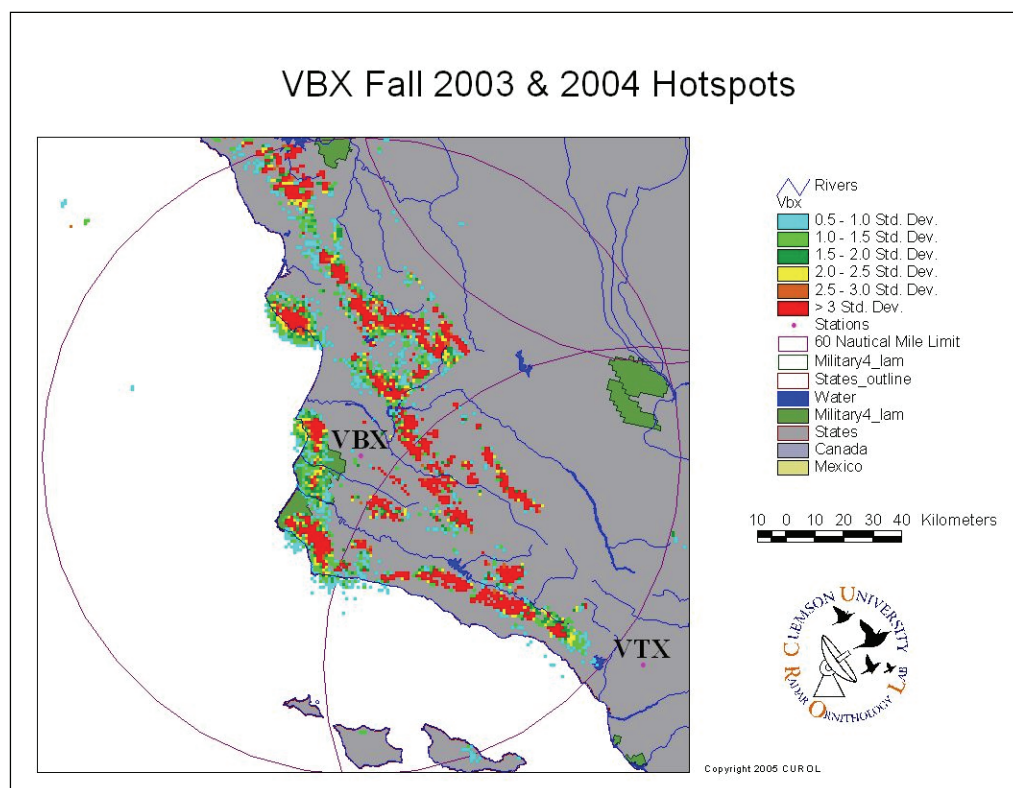 VBX Fall 2003 & 2004 Hotspots
VBX
VTX
Rivers
Vbx
0.5 - 1.0 Std. Dev.
1.0 - 1.5 Std. Dev.
1.5 - 2.0 Std. Dev.
2.0 - 2.5 Std. Dev.
2.5 - 3.0 Std. Dev.
> 3 Std. Dev.
Stations
60 Nautical Mile Limit
Military4_lam
States_outline
Water
Military4_lam
States
Canada
Mexico
10 0 10 20 30 40 Kilometers
CLEMSON UNIVERSITY
RADAR ORNITHOLOGY LAB
Copyright 2005 CUROL